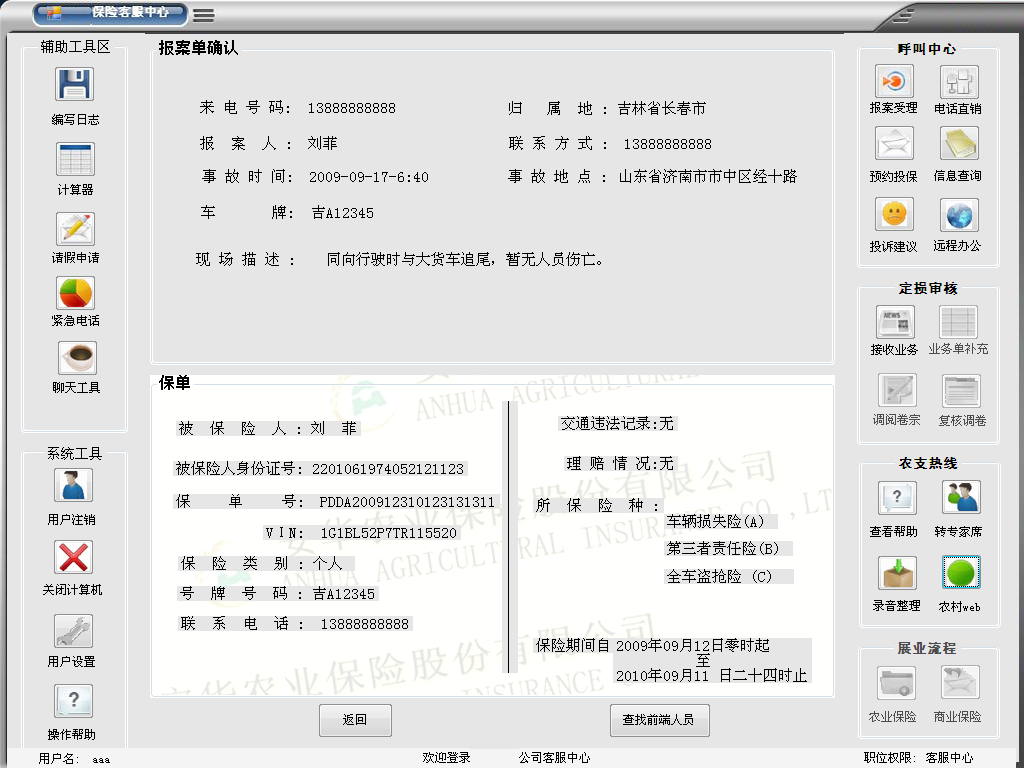 保险客服中心
辅助工具区
编写日志
计算器
请假申请
紧急电话
聊天工具
系统工具
用户注销
关闭计算机
用户设置
操作帮助
报案单确认
来 电 号 码: 13888888888
归 属 地 : 吉林省长春市
报 案 人 : 刘菲
联 系 方 式 : 13888888888
事 故 时 间: 2009-09-17-6:40
事 故 地 点 : 山东省济南市市中区经十路
车 牌: 吉A12345
现 场 描 述 : 同向行驶时与大货车追尾，暂无人员伤亡。
保单
被 保 险 人 : 刘 菲
被保险人身份证号: 2201061974052121123
保 单 号: PDDA200912310123131311
V I N: 1G1BL52P7TR115520
保 险 类 别 : 个人
号 牌 号 码 : 吉A12345
联 系 电 话 : 13888888888
交通违法记录:无
理 赔 情 况:无
所 保 险 种 :
车辆损失险(A)
第三者责任险(B)
全车盗抢险 (C)
保险期间自 2009年09月12日零时起
至
2010年09月11 日二十四时止
ANHUA AGRICULTURAL
安华农业保险股份有限公司
ANHUA AGRICULTURAL INSURANCE CO.,LT
安华农业保险股份有限公司
INSURANCE
返回
查找前端人员
呼叫中心
报案受理
电话直销
预约投保
信息查询
投诉建议
远程办公
定损审核
NEWS
接收业务
业务单补充
调阅卷宗
复核调卷
农支热线
查看帮助
转专家席
录音整理
农村web
展业流程
农业保险
商业保险
用户名: aaa
欢迎登录
公司客服中心
职位权限: 客服中心